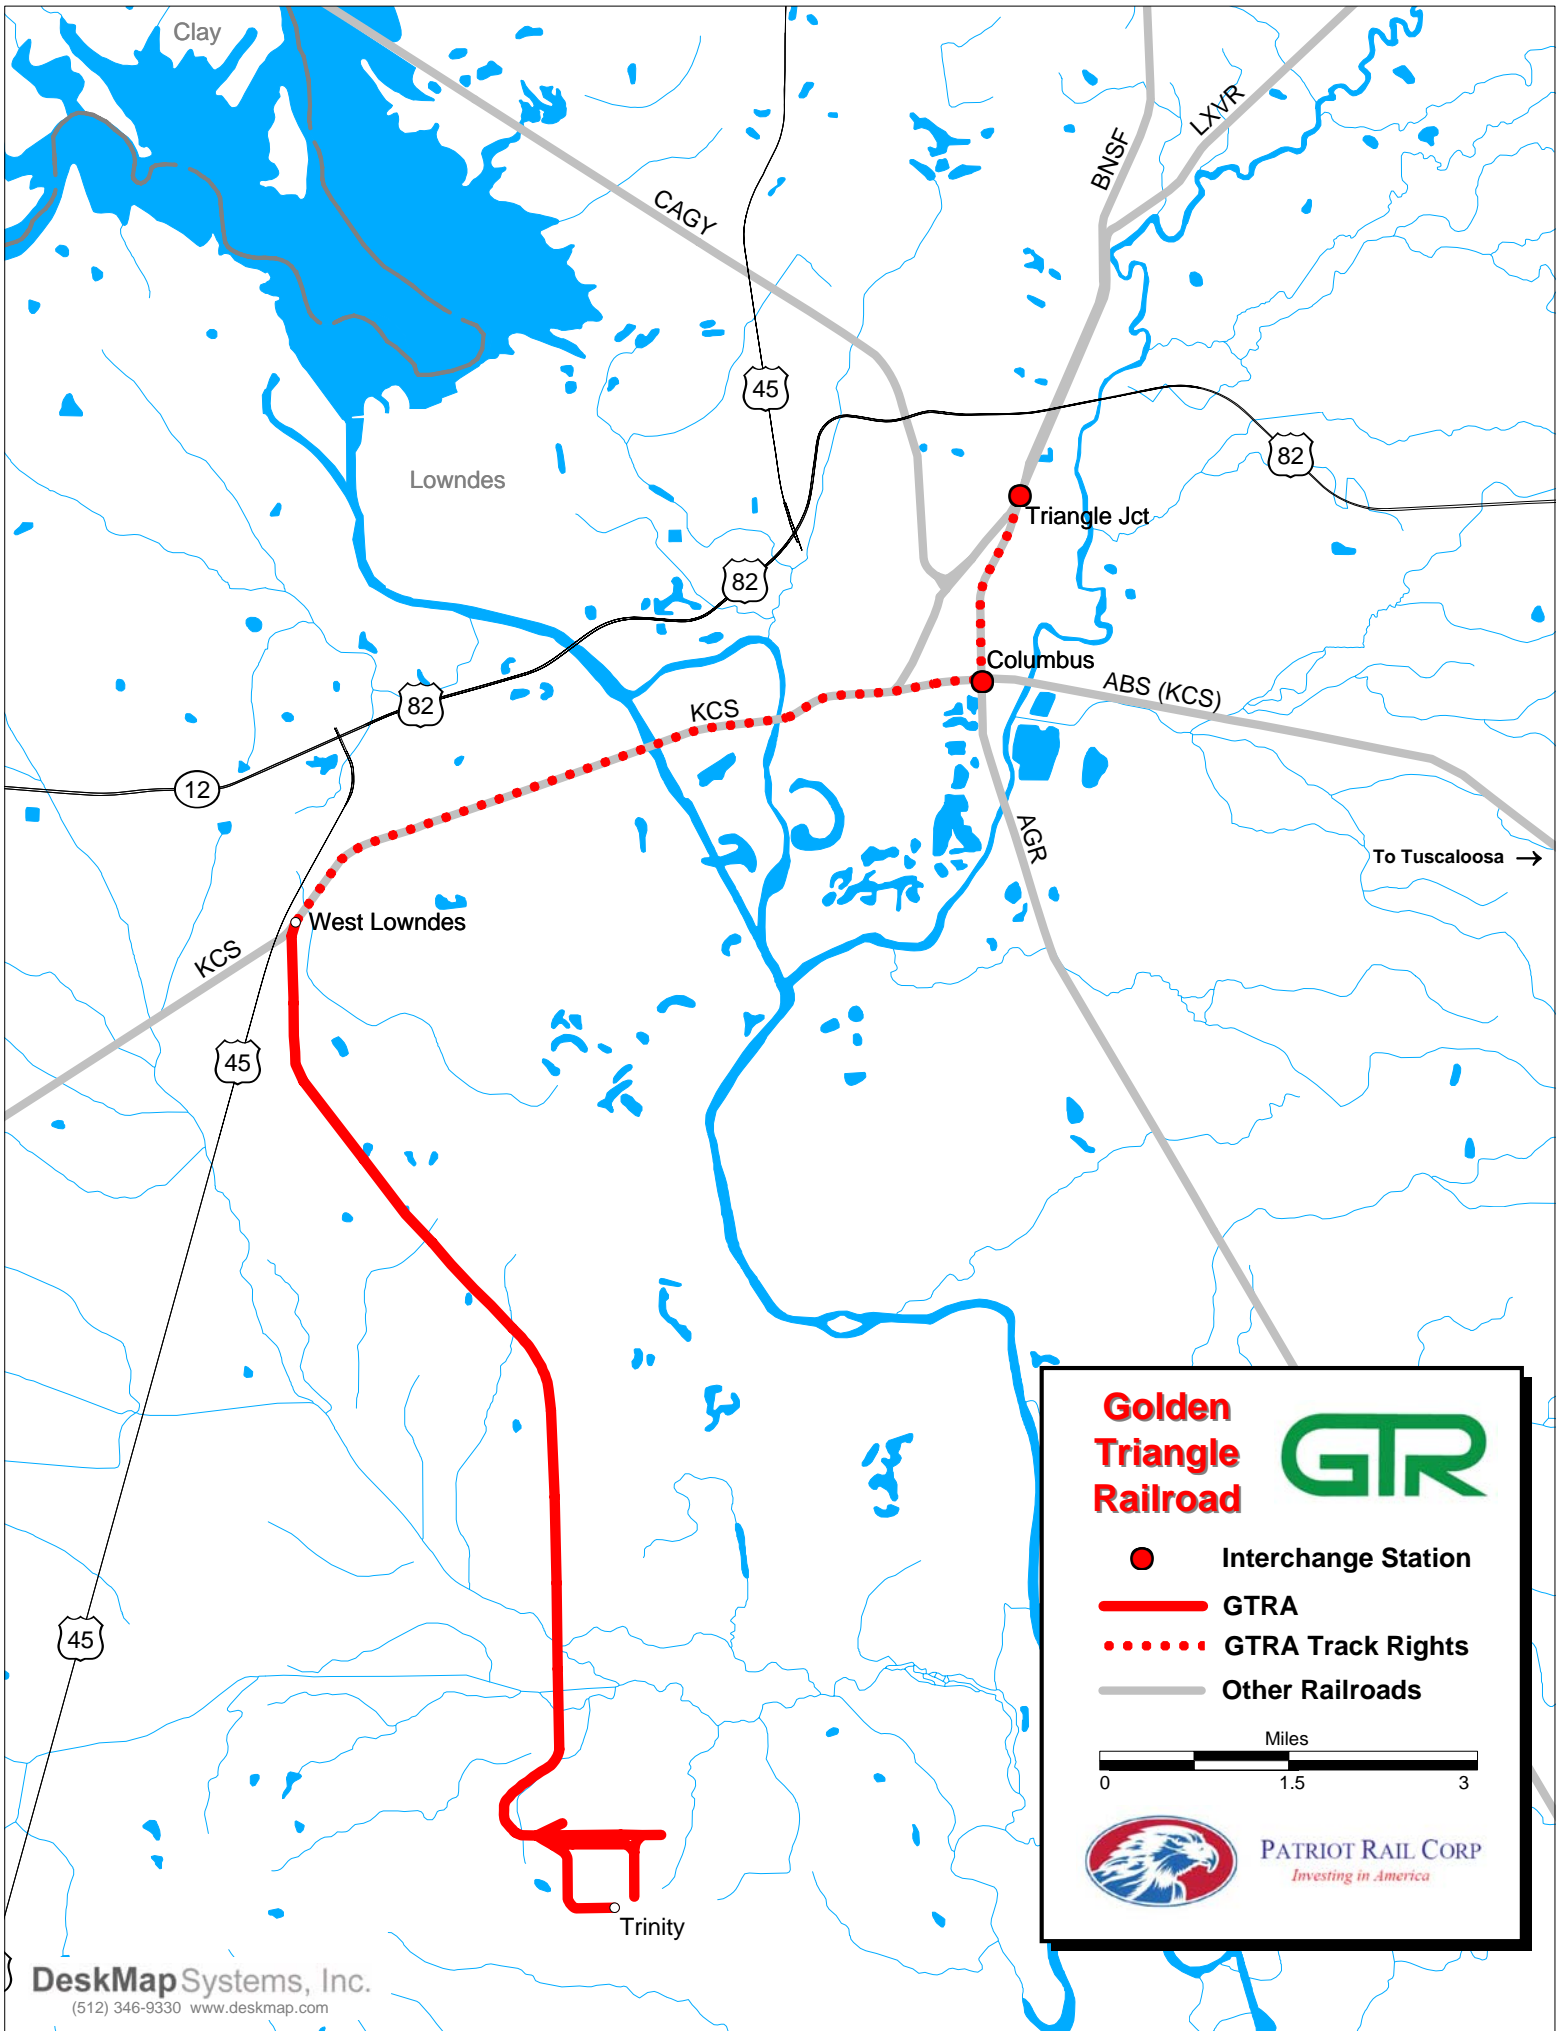 Clay
LXVR
BNSF
CAGY
45
82
Lowndes
Triangle Jct
82
Columbus
ABS (KCS)
82
KCS
12
AGR
To Tuscaloosa →
West Lowndes
KCS
45
Golden
Triangle
Railroad
GTR
Interchange Station
GTRA
45
GTRA Track Rights
Other Railroads
Miles
0 1.5 3
PATRIOT RAIL CORP
Investing in America
Trinity
DeskMap Systems, Inc.
(512) 346-9330 www.deskmap.com